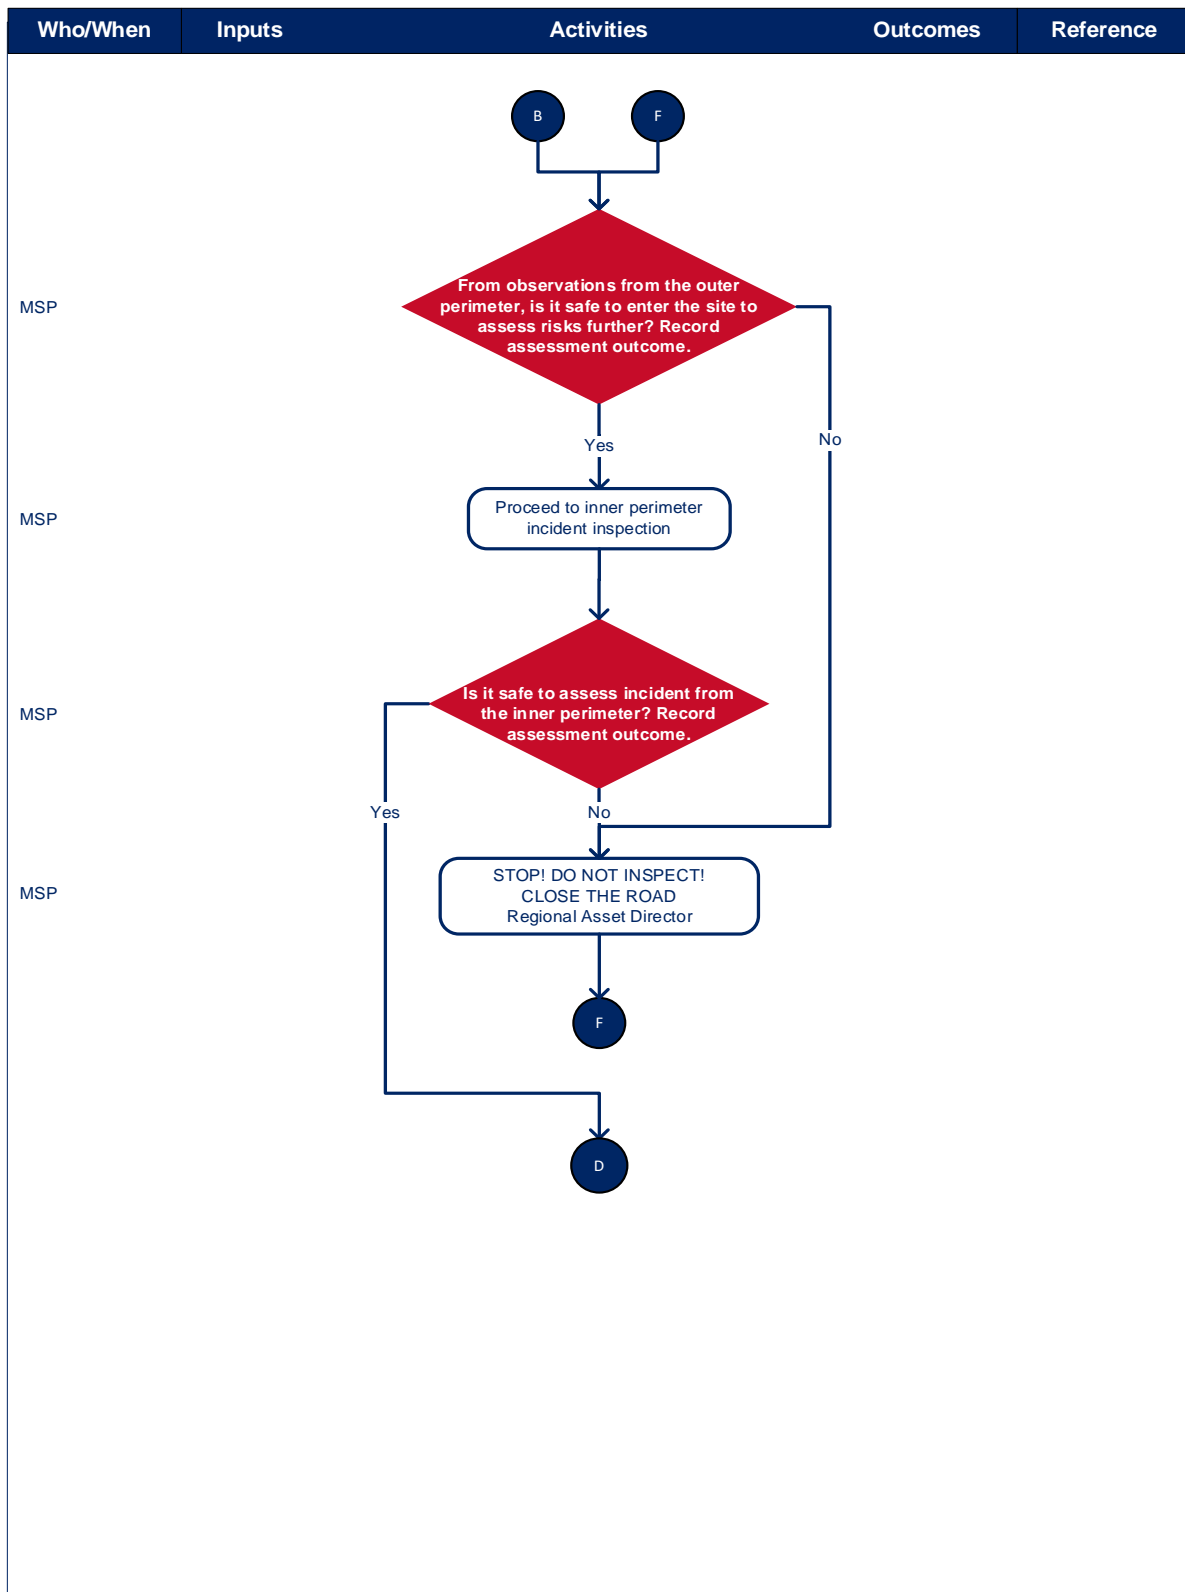 Who/When Inputs Activities Outcomes Reference
B F
From observations from the outer
perimeter, is it safe to enter the site to
assess risks further? Record
assessment outcome.
MSP
No
Yes
Proceed to inner perimeter
incident inspection
MSP
Is it safe to assess incident from
the inner perimeter? Record
assessment outcome.
MSP
Yes No
STOP! DO NOT INSPECT!
CLOSE THE ROAD
Regional Asset Director
MSP
F
D